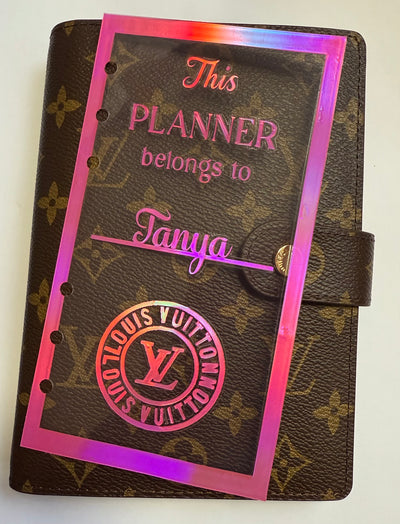 This
PLANNER
belongs to
Tanya
LOUIS VUITTON
LV
LOUIS VUITTON